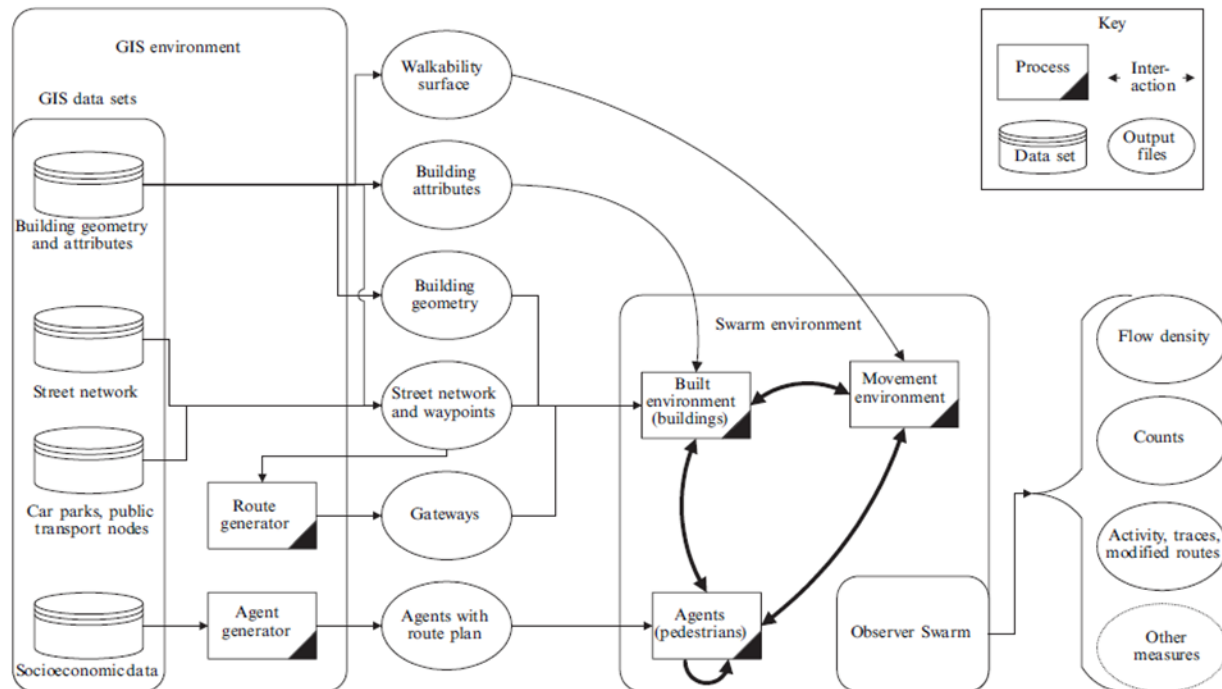 GIS environment
GIS data sets
Building geometry
and attributes
Street network
Car parks, public
transport nodes
Socioeconomic data
Route
generator
Agent
generator
Walkability
surface
Building
attributes
Building
geometry
Street network
and waypoints
Gateways
Agents with
route plan
Swarm environment
Built
environment
(buildings)
Movement
environment
Agents
(pedestrians)
Observer Swarm
Key
Process
Inter-
action
Data set
Output
files
Flow density
Counts
Activity, traces,
modified routes
Other
measures